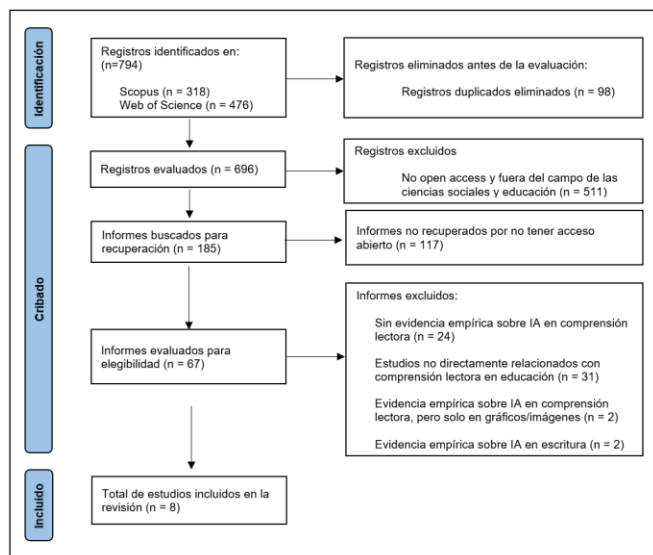 Identificación
Registros identificados en:
(n=794)
Scopus (n = 318)
Web of Science (n = 476)
Registros eliminados antes de la evaluación:
Registros duplicados eliminados (n = 98)
Cribado
Registros evaluados (n = 696)
Registros excluidos
No open access y fuera del campo de las
ciencias sociales y educación (n = 511)
Informes buscados para
recuperación (n = 185)
Informes no recuperados por no tener acceso
abierto (n = 117)
Informes evaluados para
elegibilidad (n = 67)
Informes excluidos:
Sin evidencia empírica sobre IA en comprensión
lectora (n = 24)
Estudios no directamente relacionados con
comprensión lectora en educación (n = 31)
Evidencia empírica sobre IA en comprensión
lectora, pero solo en gráficos/imágenes (n = 2)
Evidencia empírica sobre IA en escritura (n = 2)
Incluido
Total de estudios incluidos en la
revisión (n = 8)